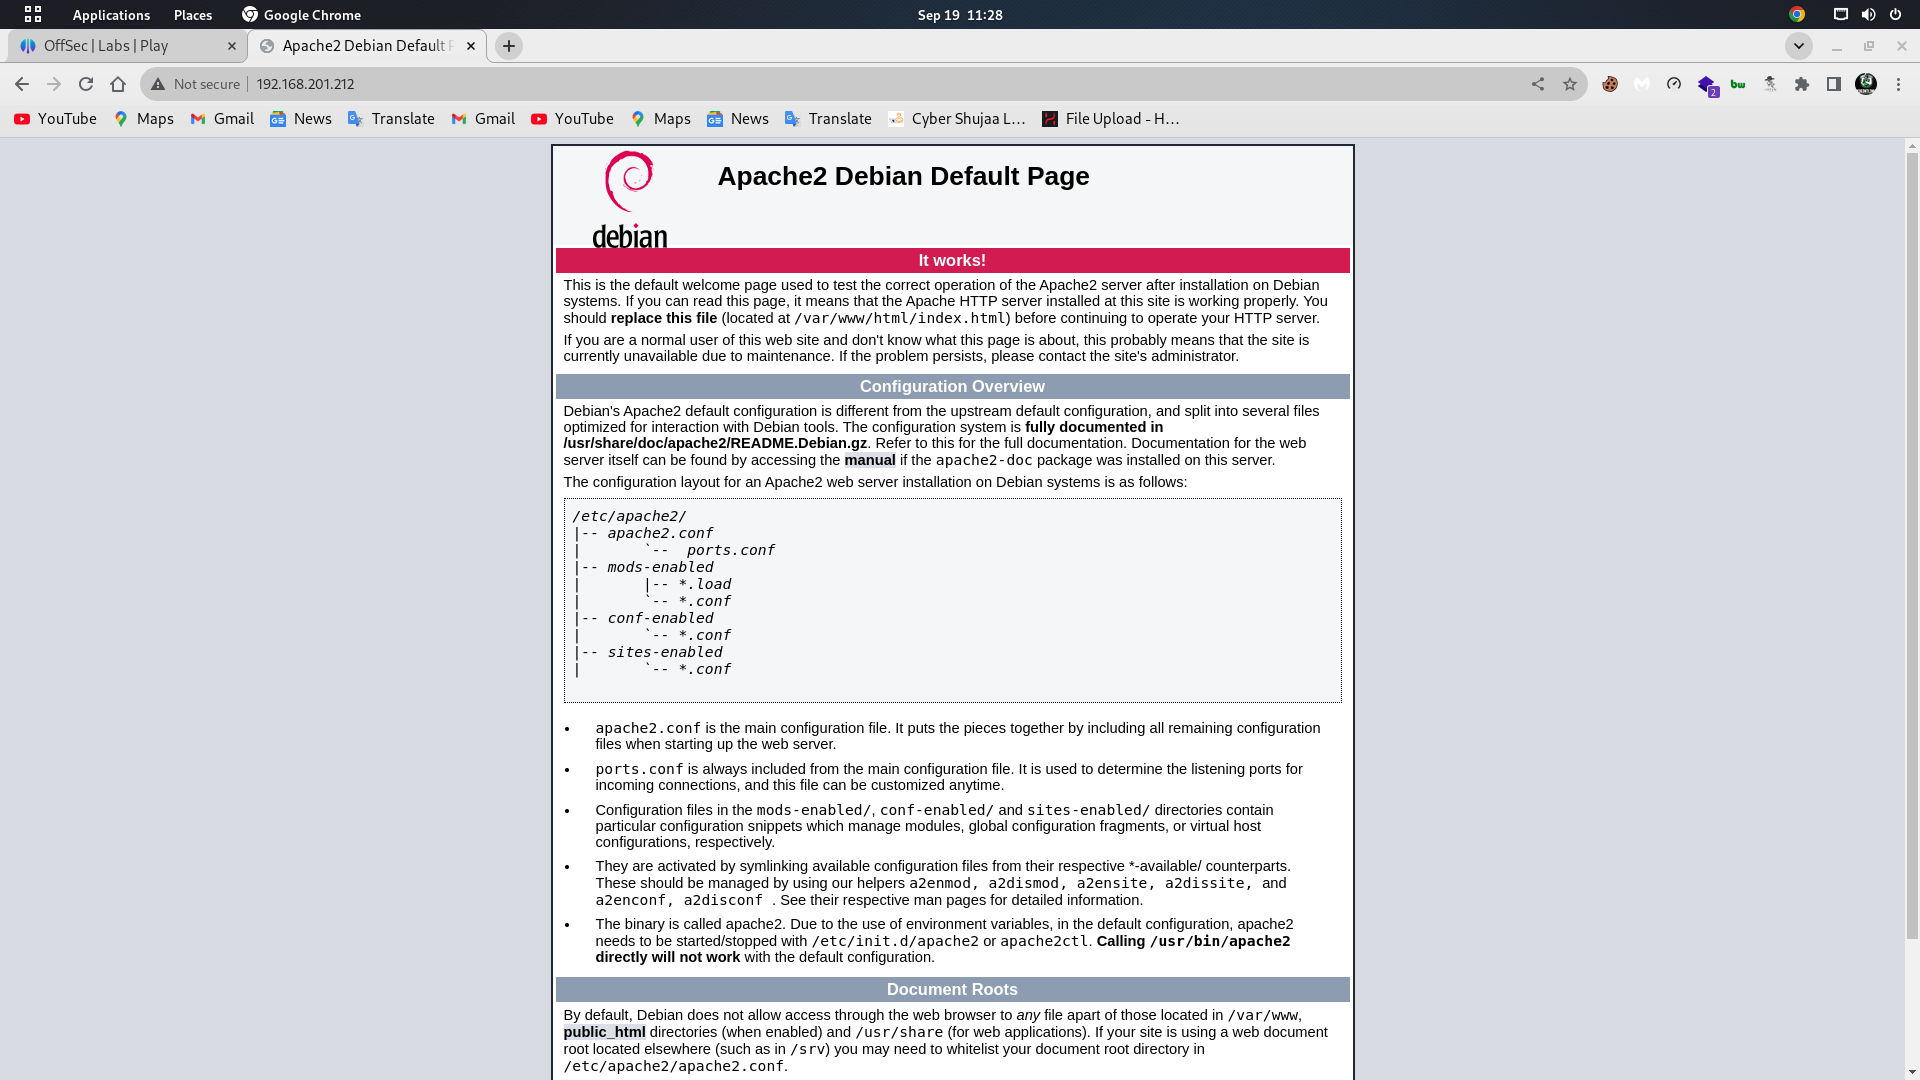 Applications Places Google Chrome Sep 19 11:28
OffSec | Labs | Play Apache2 Debian Default
Not secure 192.168.201.212
2 bw
YouTube Maps Gmail News Translate Gmail YouTube Maps News Translate Cyber Shujaa L… File Upload - H…
debian
Apache2 Debian Default Page
It works!
This is the default welcome page used to test the correct operation of the Apache2 server after installation on Debian
systems. If you can read this page, it means that the Apache HTTP server installed at this site is working properly. You
should replace this file (located at /var/www/html/index.html) before continuing to operate your HTTP server.
If you are a normal user of this web site and don't know what this page is about, this probably means that the site is
currently unavailable due to maintenance. If the problem persists, please contact the site's administrator.
Configuration Overview
Debian's Apache2 default configuration is different from the upstream default configuration, and split into several files
optimized for interaction with Debian tools. The configuration system is fully documented in
/usr/share/doc/apache2/README.Debian.gz. Refer to this for the full documentation. Documentation for the web
server itself can be found by accessing the manual if the apache2-doc package was installed on this server.
The configuration layout for an Apache2 web server installation on Debian systems is as follows:
/etc/apache2/
|-- apache2.conf
|       `--  ports.conf
|-- mods-enabled
|       |-- *.load
|       `-- *.conf
|-- conf-enabled
|       `-- *.conf
|-- sites-enabled
|       `-- *.conf
• apache2.conf is the main configuration file. It puts the pieces together by including all remaining configuration
files when starting up the web server.
• ports.conf is always included from the main configuration file. It is used to determine the listening ports for
incoming connections, and this file can be customized anytime.
• Configuration files in the mods-enabled/, conf-enabled/ and sites-enabled/ directories contain
particular configuration snippets which manage modules, global configuration fragments, or virtual host
configurations, respectively.
• They are activated by symlinking available configuration files from their respective *-available/ counterparts.
These should be managed by using our helpers a2enmod, a2dismod, a2ensite, a2dissite, and
a2enconf, a2disconf . See their respective man pages for detailed information.
• The binary is called apache2. Due to the use of environment variables, in the default configuration, apache2
needs to be started/stopped with /etc/init.d/apache2 or apache2ctl. Calling /usr/bin/apache2
directly will not work with the default configuration.
Document Roots
By default, Debian does not allow access through the web browser to any file apart of those located in /var/www,
public_html directories (when enabled) and /usr/share (for web applications). If your site is using a web document
root located elsewhere (such as in /srv) you may need to whitelist your document root directory in
/etc/apache2/apache2.conf.